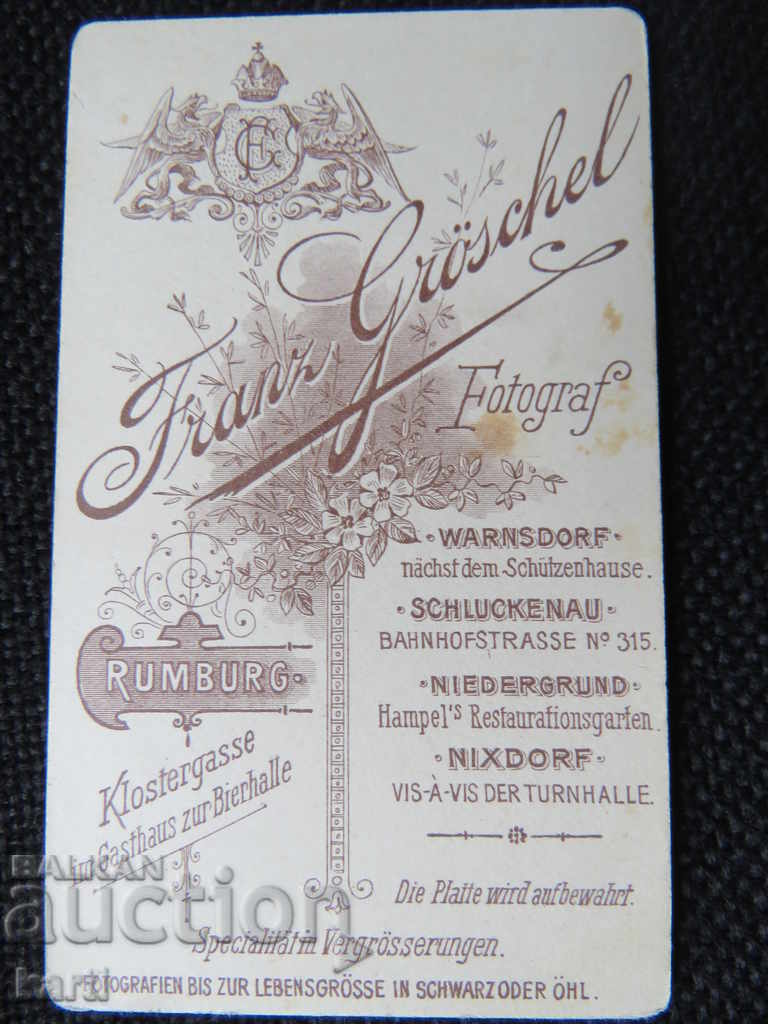 Franz Gröschel
Fotograf
WARNSDORF
nächst dem Schützenhause.
SCHLUCKENAU
BAHNHOFSTRASSE Nº 315.
NIEDERGRUND
Hampel's Restaurationsgarten.
NIXDORF
VIS-À-VIS DER TURNHALLE.
RUMBURG
Klostergasse
im Gasthaus zur Bierhalle
Die Platte wird aufbewahrt.
Specialität in Vergrösserungen.
FOTOGRAFIEN BIS ZUR LEBENSGRÖSSE IN SCHWARZ ODER ÖHL.
BALKAN
auction
karti